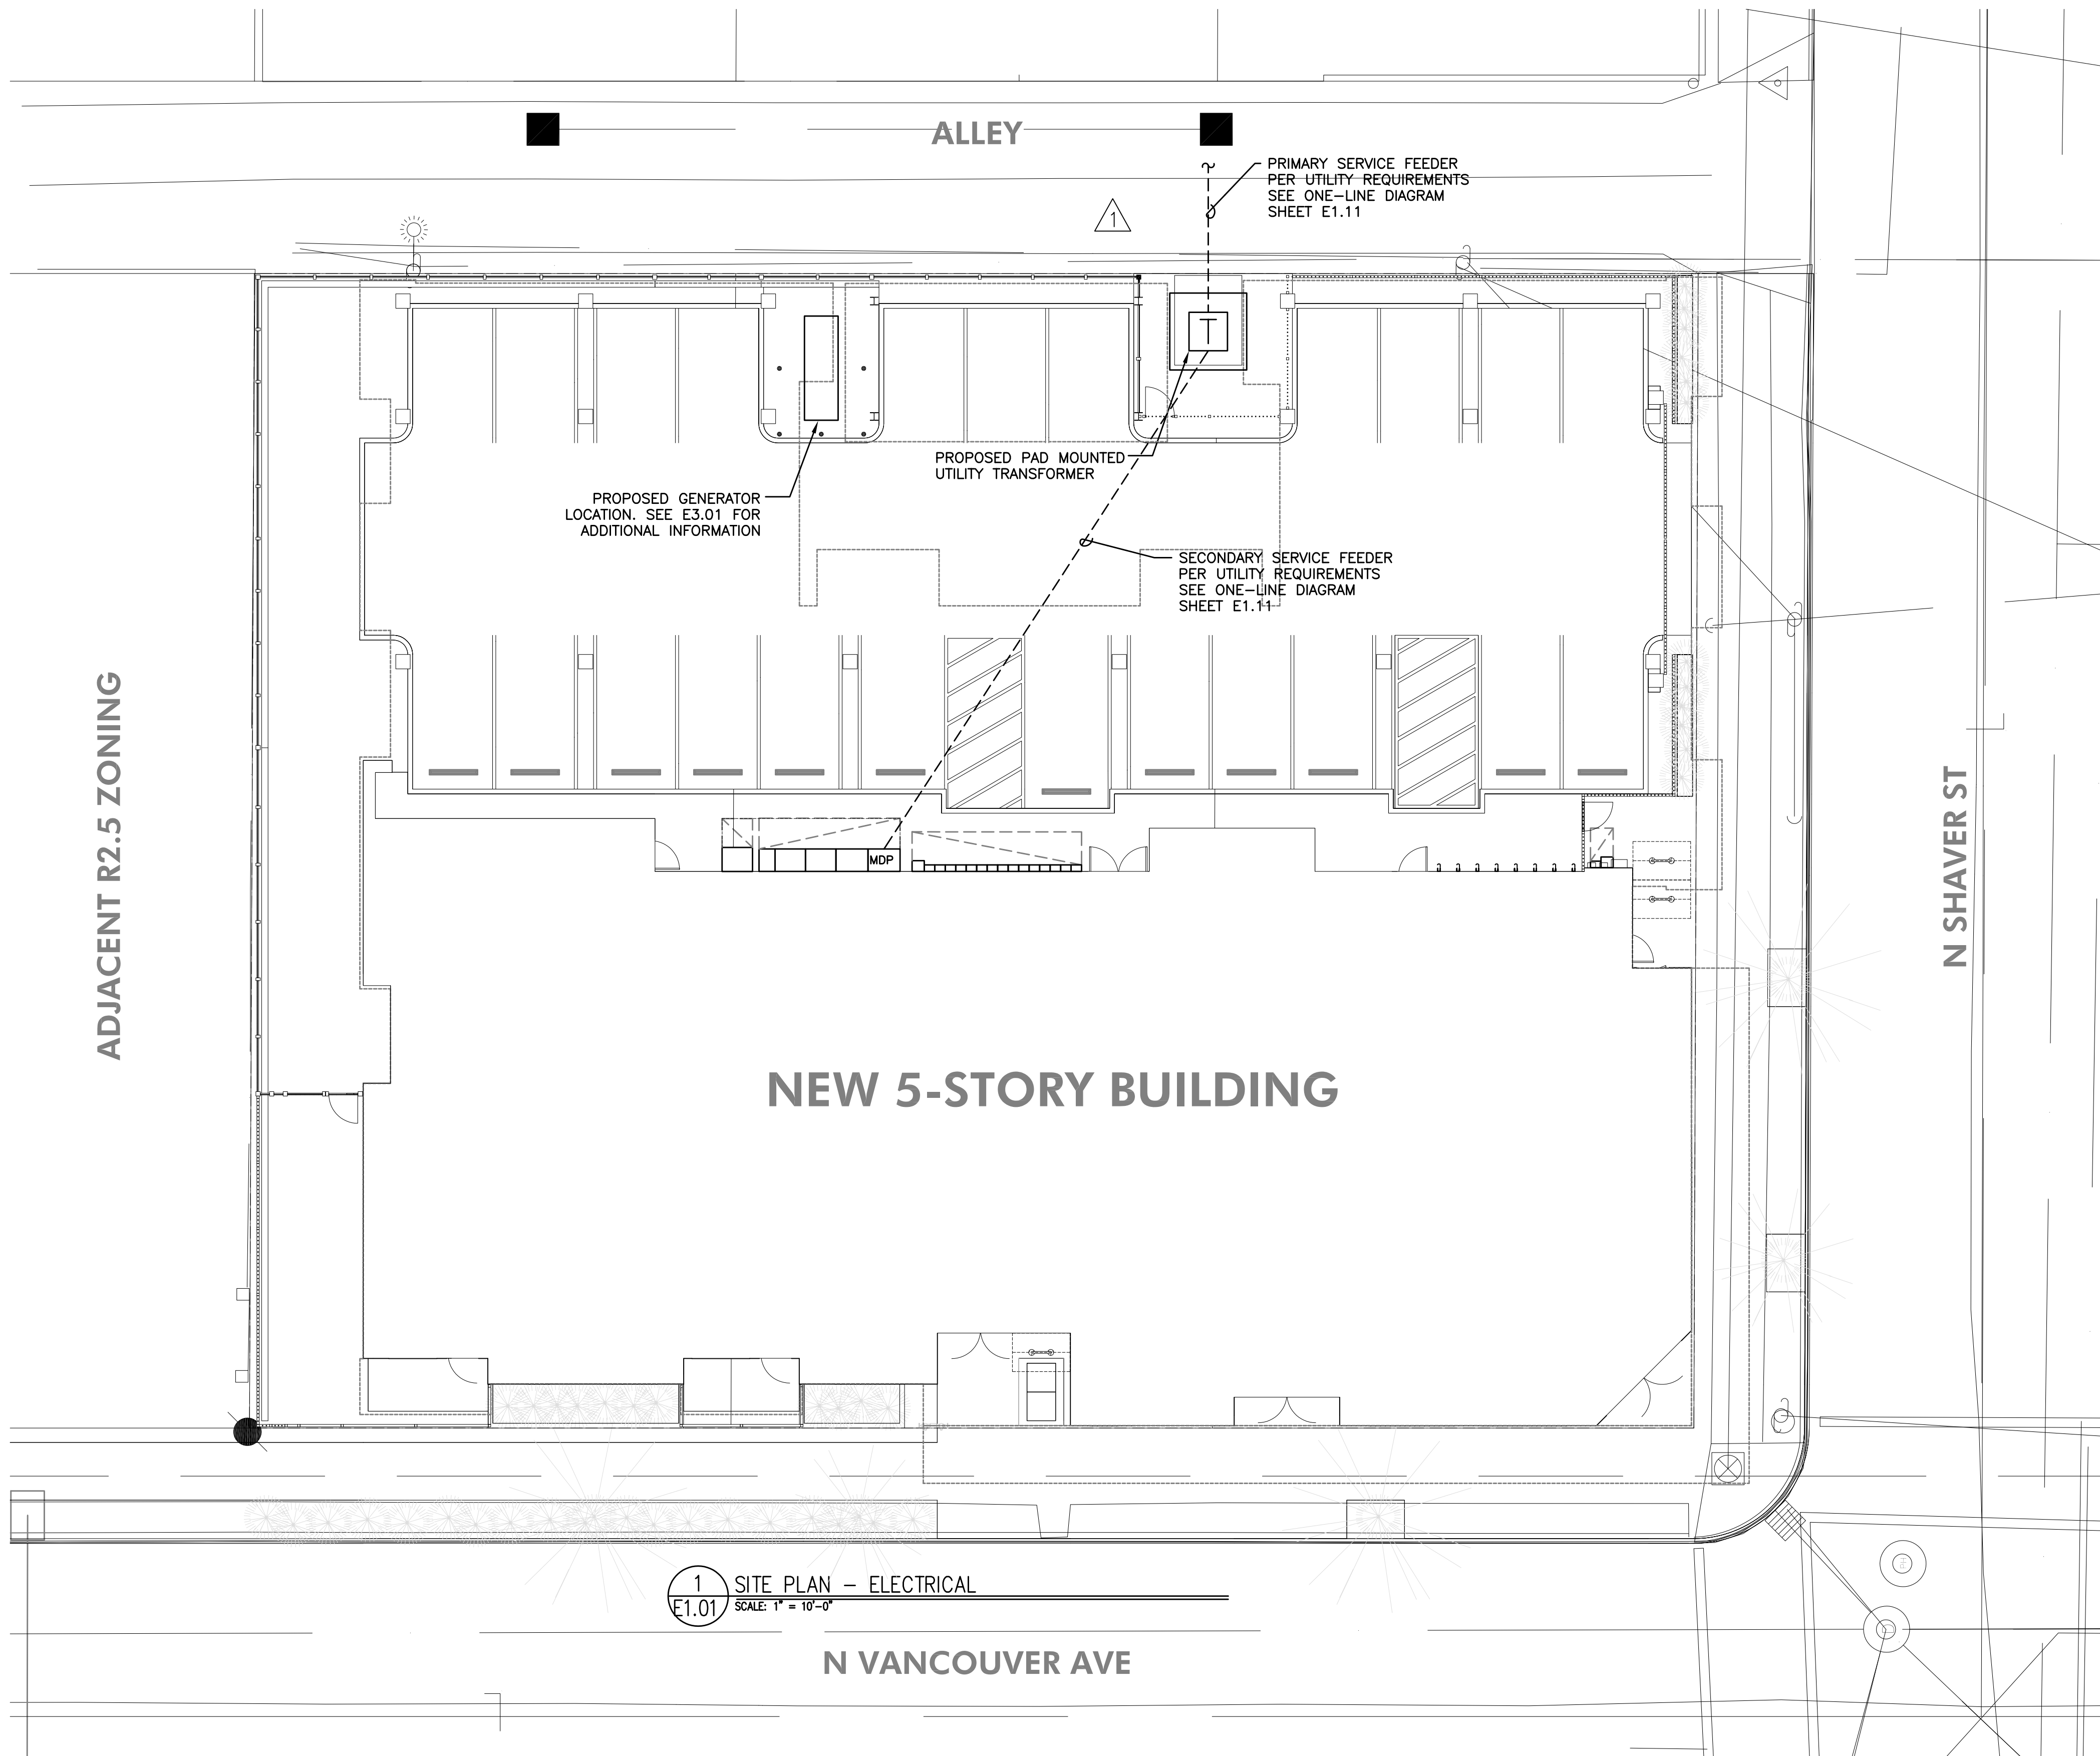 ALLEY
PRIMARY SERVICE FEEDER
PER UTILITY REQUIREMENTS
SEE ONE-LINE DIAGRAM
SHEET E1.11
1
T
PROPOSED PAD MOUNTED
UTILITY TRANSFORMER
PROPOSED GENERATOR
LOCATION. SEE E3.01 FOR
ADDITIONAL INFORMATION
SECONDARY SERVICE FEEDER
PER UTILITY REQUIREMENTS
SEE ONE-LINE DIAGRAM
SHEET E1.11
ADJACENT R2.5 ZONING
N SHAVER ST
MDP
NEW 5-STORY BUILDING
1
E1.01
SITE PLAN - ELECTRICAL
SCALE: 1" = 10'-0"
N VANCOUVER AVE